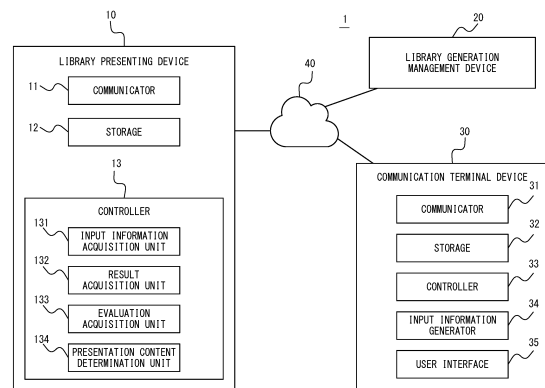 10
1
20
LIBRARY PRESENTING DEVICE
11
COMMUNICATOR
12
STORAGE
13
CONTROLLER
131
INPUT INFORMATION
ACQUISITION UNIT
132
RESULT
ACQUISITION UNIT
133
EVALUATION
ACQUISITION UNIT
134
PRESENTATION CONTENT
DETERMINATION UNIT
40
LIBRARY GENERATION
MANAGEMENT DEVICE
30
COMMUNICATION TERMINAL DEVICE
31
COMMUNICATOR
32
STORAGE
33
CONTROLLER
34
INPUT INFORMATION
GENERATOR
35
USER INTERFACE